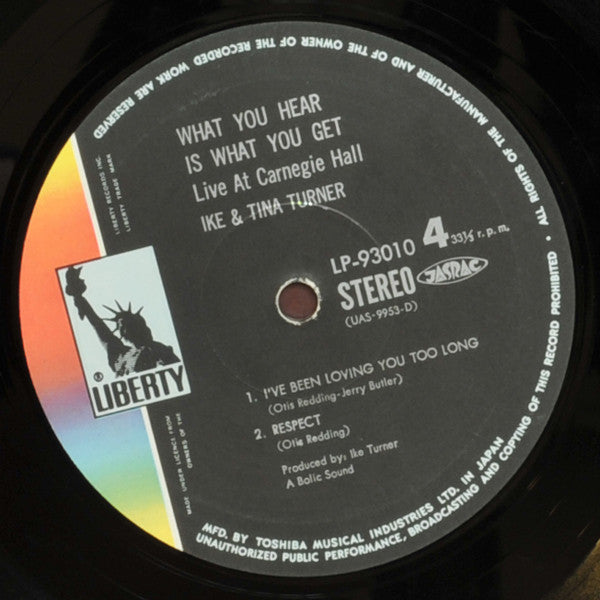 WHAT YOU HEAR
IS WHAT YOU GET
Live At Carnegie Hall
IKE & TINA TURNER
LP-93010 4 33⅓ r.p.m.
STEREO JASRAC
(UAS-9953-D)
LIBERTY RECORDS INC.
LIBERTY TRADE MARK
® LIBERTY
MADE UNDER LICENCE FROM
OWNERS OF THE
1. I'VE BEEN LOVING YOU TOO LONG
(Otis Redding-Jerry Butler)
2. RESPECT
(Otis Redding)
Produced by: Ike Turner
A Bolic Sound
MFD. BY TOSHIBA MUSICAL INDUSTRIES LTD. IN JAPAN
• ALL RIGHTS OF THE MANUFACTURER AND OF THE OWNER OF THE RECORDED WORK ARE RESERVED
UNAUTHORIZED PUBLIC PERFORMANCE, BROADCASTING AND COPYING OF THIS RECORD PROHIBITED